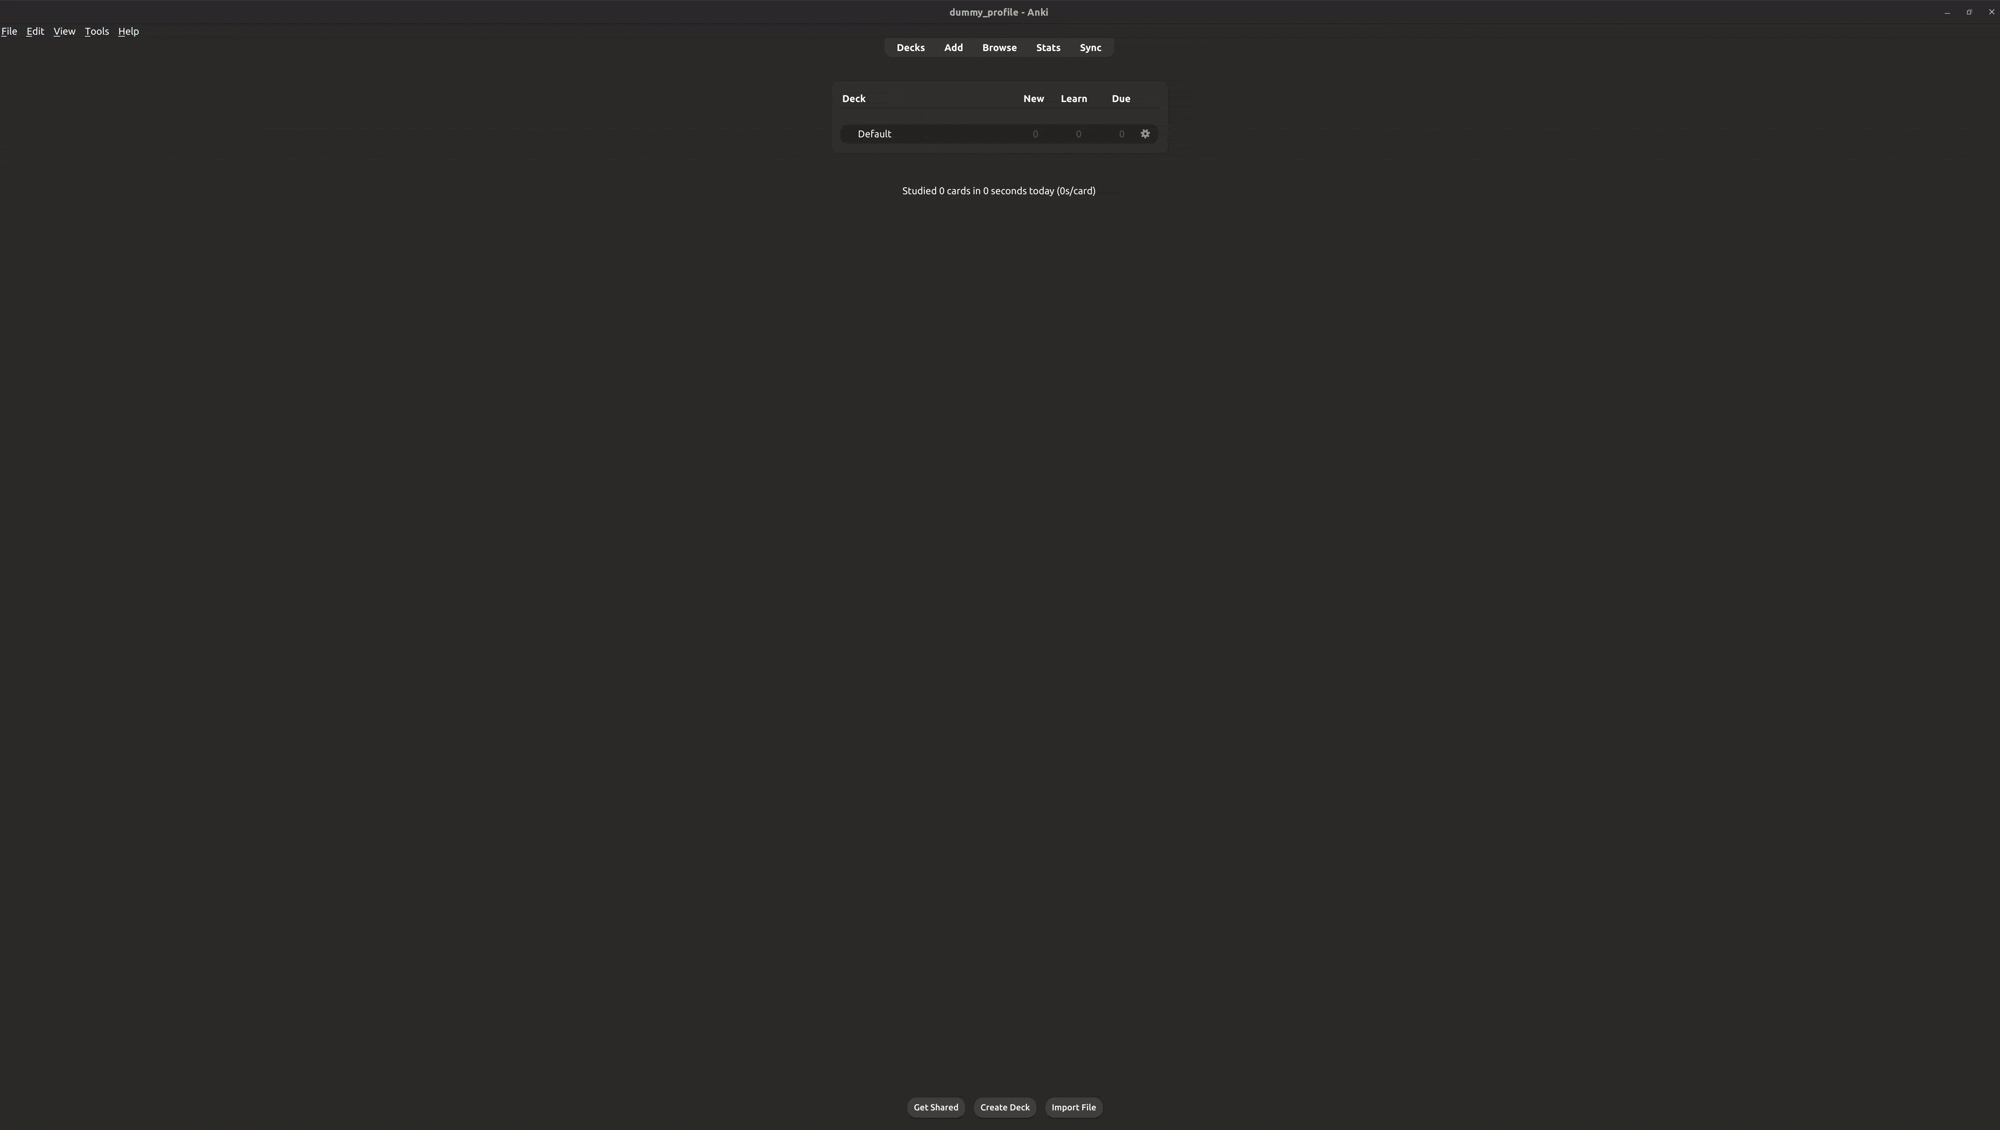 dummy_profile - Anki
File Edit View Tools Help
Decks Add Browse Stats Sync
Deck New Learn Due
Default 0 0 0
Studied 0 cards in 0 seconds today (0s/card)
Get Shared Create Deck Import File